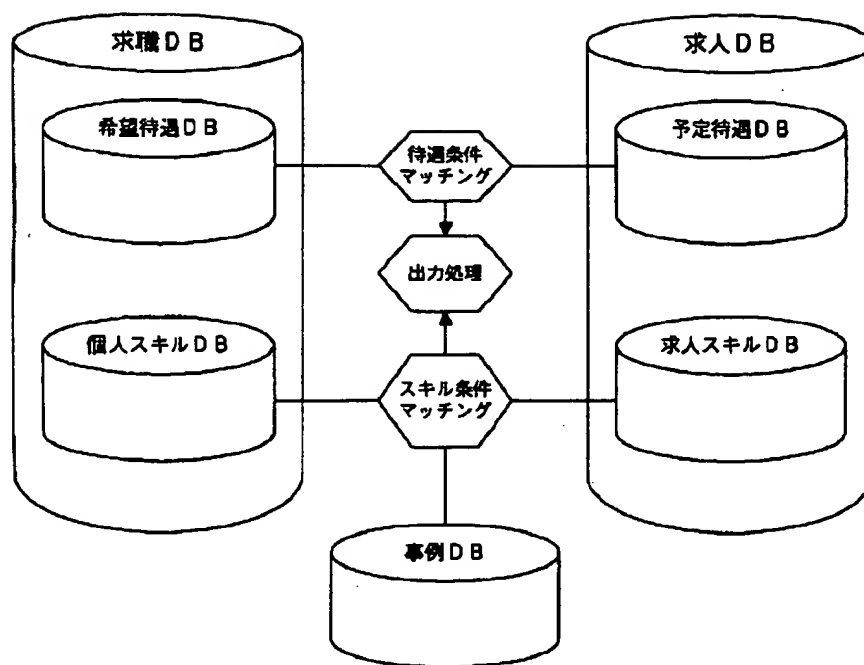 求職ＤＢ
求人ＤＢ
希望待遇ＤＢ
待遇条件
マッチング
予定待遇ＤＢ
出力処理
個人スキルＤＢ
スキル条件
マッチング
求人スキルＤＢ
事例ＤＢ